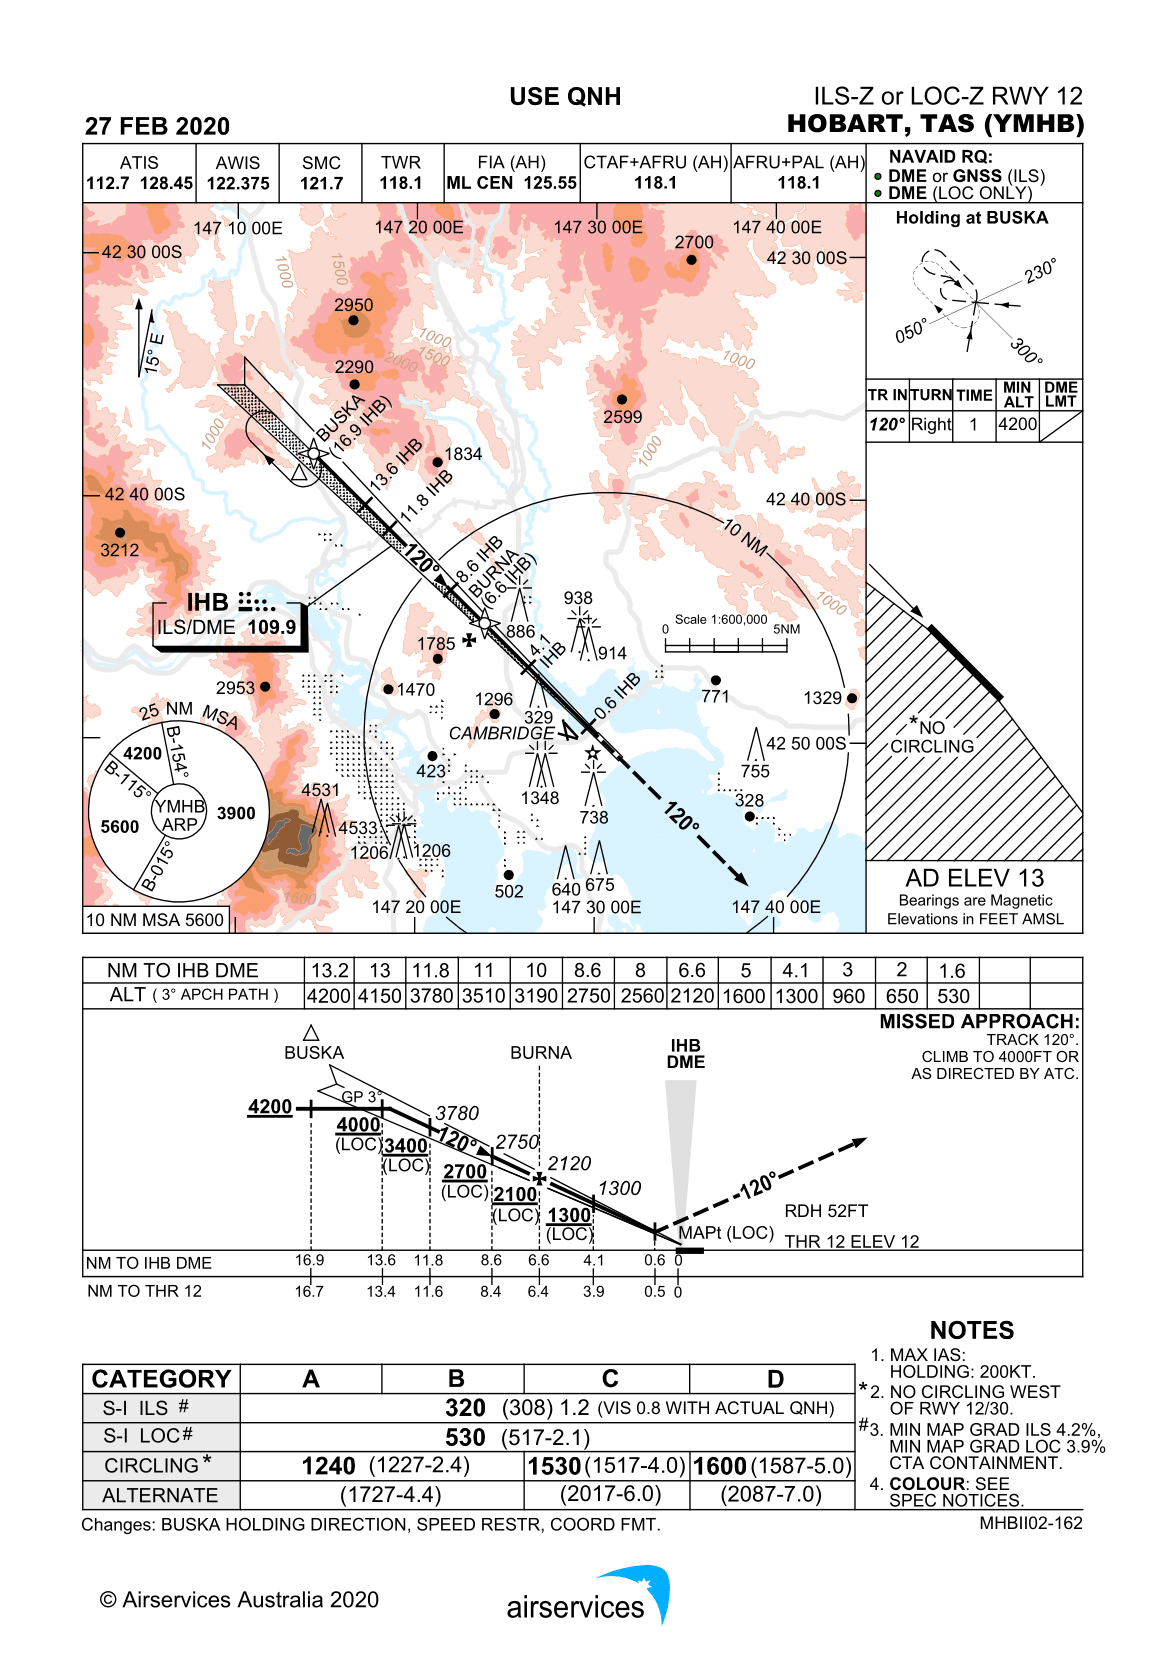 USE QNH
ILS-Z or LOC-Z RWY 12
27 FEB 2020
HOBART, TAS (YMHB)
ATIS
112.7 128.45
AWIS
122.375
SMC
121.7
TWR
118.1
FIA (AH)
ML CEN 125.55
CTAF+AFRU (AH)
118.1
AFRU+PAL (AH)
118.1
NAVAID RQ:
DME or GNSS (ILS)
DME (LOC ONLY)
Holding at BUSKA
230°
050°
300°
TR IN TURN TIME MIN ALT DME LMT
120° Right 1 4200
*NO
CIRCLING
AD ELEV 13
Bearings are Magnetic
Elevations in FEET AMSL
147 10 00E
147 20 00E
147 30 00E
147 40 00E
42 30 00S
42 30 00S
2700
1000
1500
2950
15° E
1000
1500
2000
2290
1000
2599
BUSKA
(16.9 IHB)
1000
1000
1834
13.6 IHB
11.8 IHB
42 40 00S
42 40 00S
3212
10 NM
120°
8.6 IHB
BURNA
(6.6 IHB)
1000
IHB
ILS/DME 109.9
938
886
914
Scale 1:600,000
0 5NM
1785
4.1
IHB
2953
1470
0.6 IHB
771
1329
1296
329
CAMBRIDGE
25 NM MSA
4200
B-154°
B-115°
YMHB
ARP
3900
5600
B-015°
42 50 00S
423
755
4531
1348
328
738
120°
4533
1206
1206
502
640
675
1500
147 20 00E
147 30 00E
147 40 00E
10 NM MSA 5600
NM TO IHB DME 13.2 13 11.8 11 10 8.6 8 6.6 5 4.1 3 2 1.6
ALT ( 3° APCH PATH ) 4200 4150 3780 3510 3190 2750 2560 2120 1600 1300 960 650 530
MISSED APPROACH:
TRACK 120°.
CLIMB TO 4000FT OR
AS DIRECTED BY ATC.
BUSKA
BURNA
IHB
DME
GP 3°
4200
4000
(LOC)
3780
120°
3400
(LOC)
2750
2700
(LOC)
2120
2100
(LOC)
1300
1300
(LOC)
120°
RDH 52FT
MAPt (LOC)
THR 12 ELEV 12
NM TO IHB DME 16.9 13.6 11.8 8.6 6.6 4.1 0.6 0
NM TO THR 12 16.7 13.4 11.6 8.4 6.4 3.9 0.5 0
CATEGORY A B C D
S-I ILS # 320 (308) 1.2 (VIS 0.8 WITH ACTUAL QNH)
S-I LOC# 530 (517-2.1)
CIRCLING* 1240 (1227-2.4) 1530 (1517-4.0) 1600 (1587-5.0)
ALTERNATE (1727-4.4) (2017-6.0) (2087-7.0)
NOTES
1. MAX IAS:
HOLDING: 200KT.
*2. NO CIRCLING WEST
OF RWY 12/30.
#3. MIN MAP GRAD ILS 4.2%,
MIN MAP GRAD LOC 3.9%
CTA CONTAINMENT.
4. COLOUR: SEE
SPEC NOTICES.
Changes: BUSKA HOLDING DIRECTION, SPEED RESTR, COORD FMT.
MHBII02-162
© Airservices Australia 2020
airservices